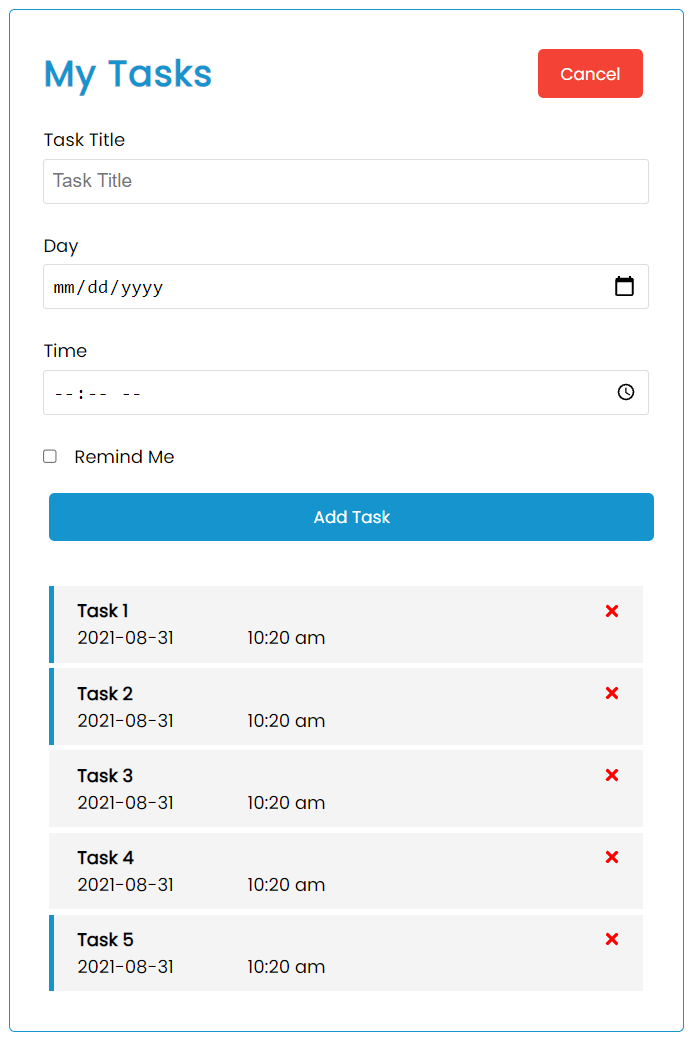 My Tasks
Cancel
Task Title
Task Title
Day
mm/dd/yyyy
Time
--:-- --
Remind Me
Add Task
Task 1
2021-08-31 10:20 am
Task 2
2021-08-31 10:20 am
Task 3
2021-08-31 10:20 am
Task 4
2021-08-31 10:20 am
Task 5
2021-08-31 10:20 am